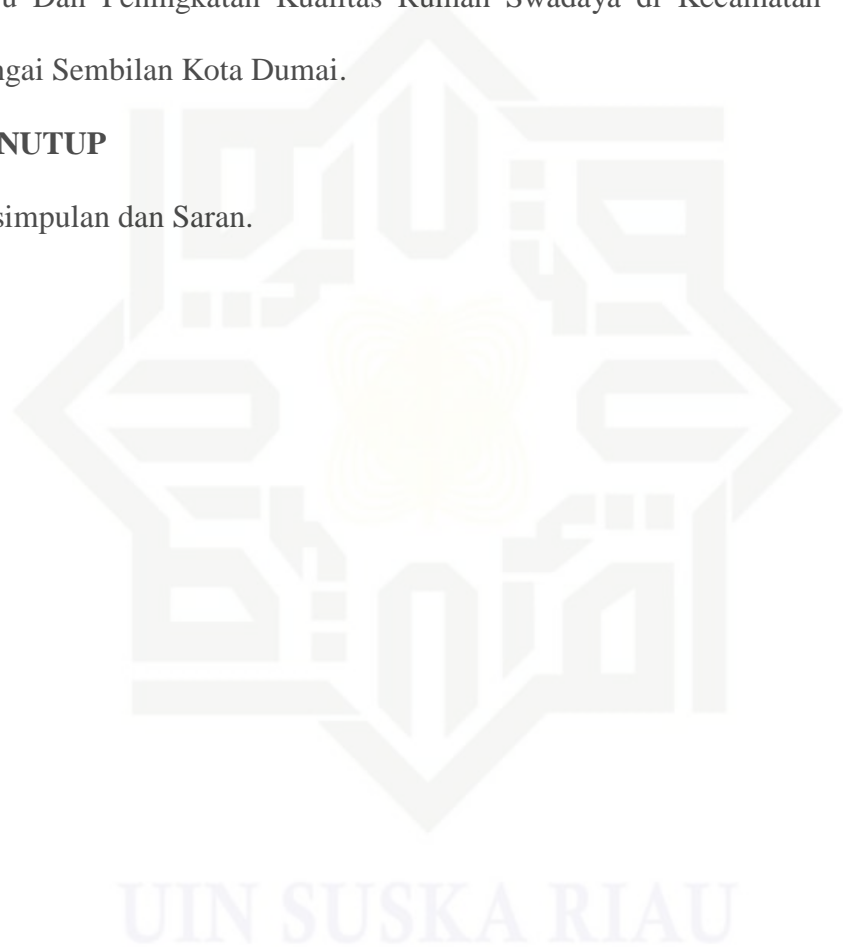 Dan Peningkatan Kualitas Rumah Swadaya di Kecamatan
ngai Sembilan Kota Dumai.
NUTUP
simpulan dan Saran.
UIN SUSKA RIAU